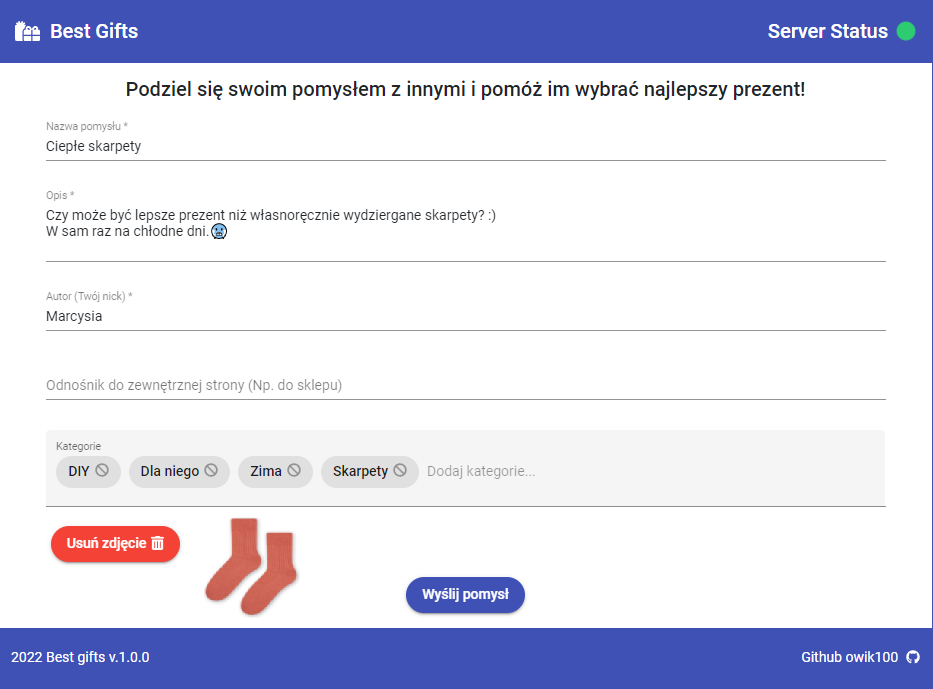 Best Gifts
Server Status
Podziel się swoim pomysłem z innymi i pomóż im wybrać najlepszy prezent!
Nazwa pomysłu *
Ciepłe skarpety
Opis *
Czy może być lepsze prezent niż własnoręcznie wydziergane skarpety? :)
W sam raz na chłodne dni.🥶
Autor (Twój nick) *
Marcysia
Odnośnik do zewnętrznej strony (Np. do sklepu)
Kategorie
DIY Dla niego Zima Skarpety Dodaj kategorie...
Usuń zdjęcie
Wyślij pomysł
2022 Best gifts v.1.0.0
Github owik100